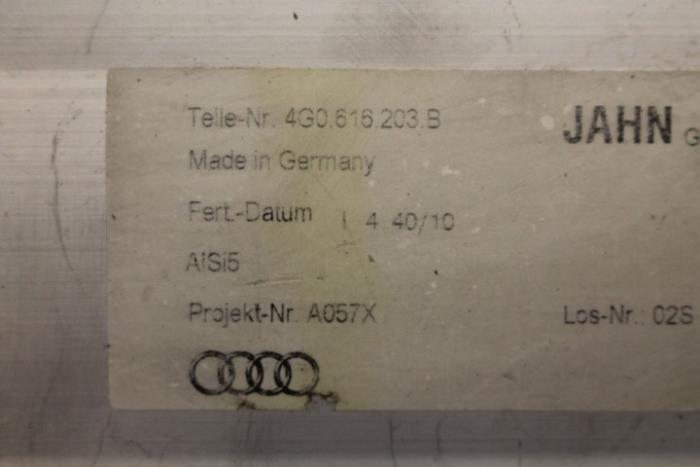 Teile-Nr. 4G0.616.203.B
JAHN G
Made in Germany
Fert.-Datum I 4 40/10
AlSi5
Projekt-Nr. A057X
Los-Nr.: 02S